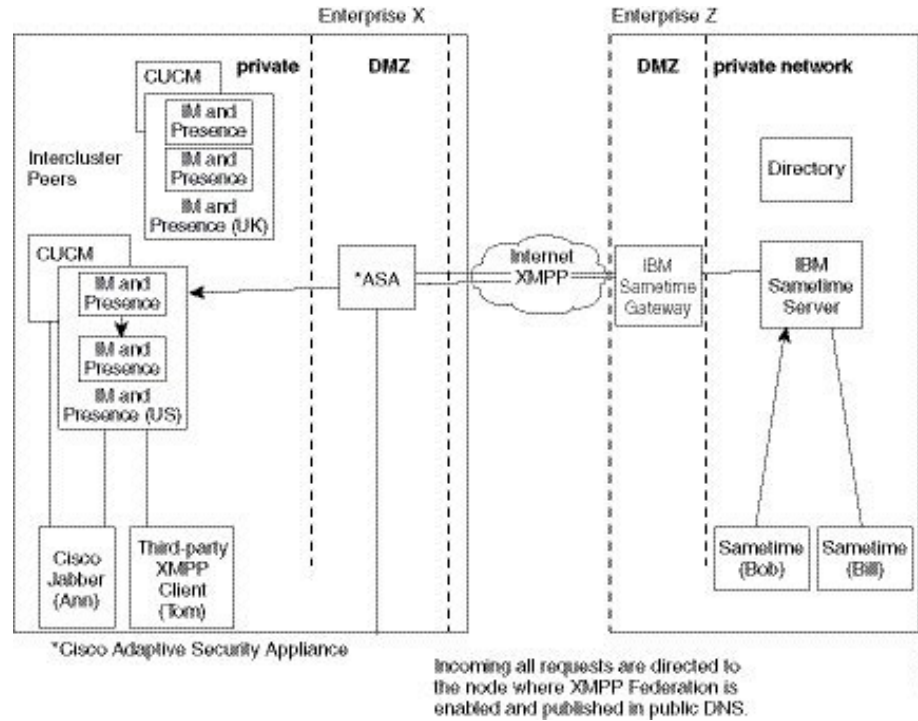 Enterprise X
Enterprise Z
private
DMZ
DMZ
private network
CUCM
IM and
Presence
IM and
Presence
IM and
Presence (UK)
Intercluster
Peers
Directory
CUCM
IM and
Presence
IM and
Presence
IM and
Presence (US)
*ASA
Internet
XMPP
IBM
Sametime
Gateway
IBM
Sametime
Server
Cisco
Jabber
(Ann)
Third-party
XMPP
Client
(Tom)
Sametime
(Bob)
Sametime
(Bill)
*Cisco Adaptive Security Appliance
Incoming all requests are directed to
the node where XMPP Federation is
enabled and published in public DNS.